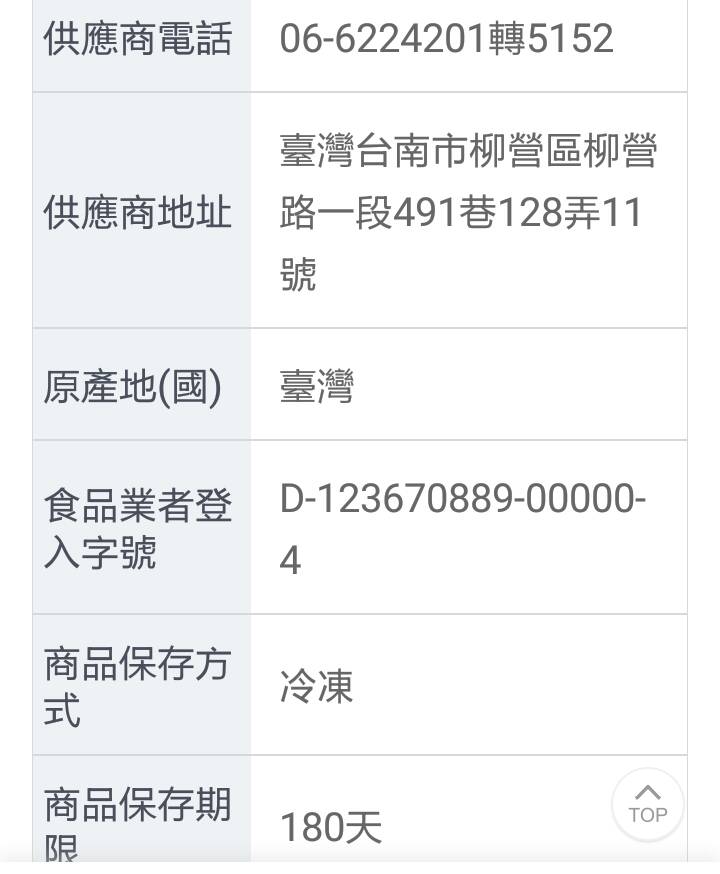 供應商電話
06-6224201轉5152
供應商地址
臺灣台南市柳營區柳營
路一段491巷128弄11
號
原產地(國)
臺灣
食品業者登
入字號
D-123670889-00000-
4
商品保存方
式
冷凍
商品保存期
限
180天
TOP